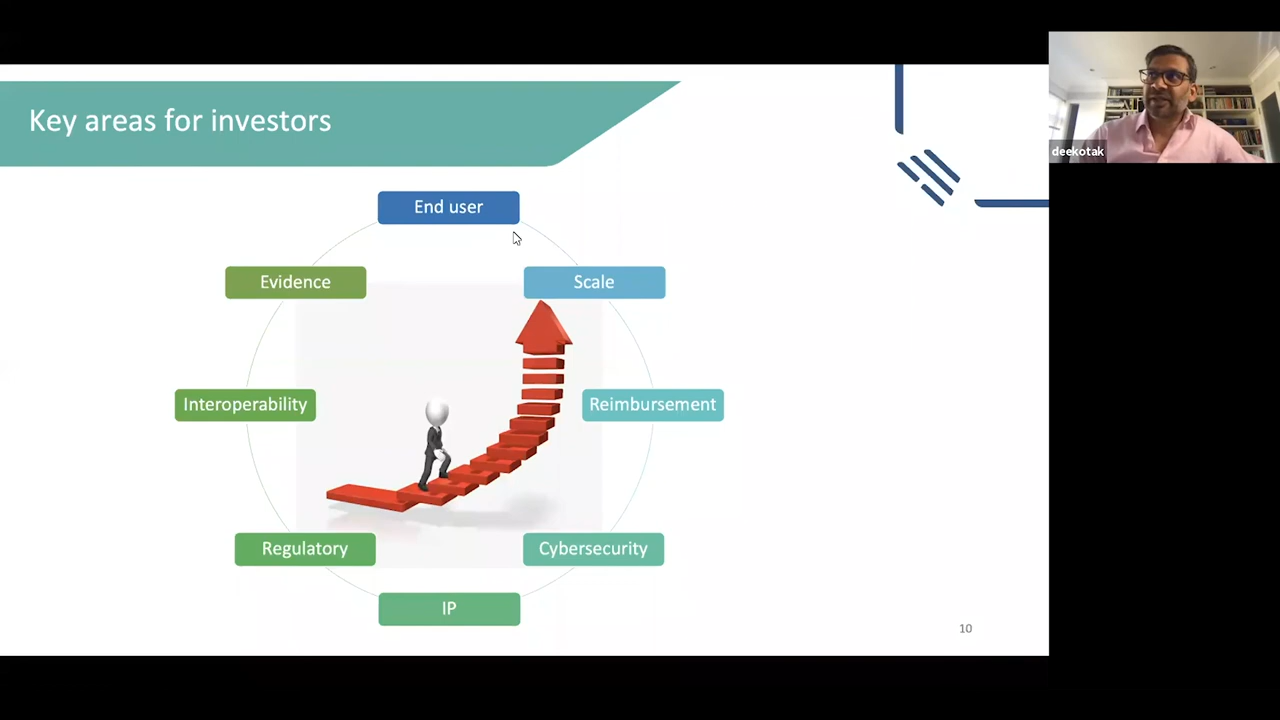 Key areas for investors
deekotak
End user
Evidence
Scale
Interoperability
Reimbursement
Regulatory
Cybersecurity
IP
10